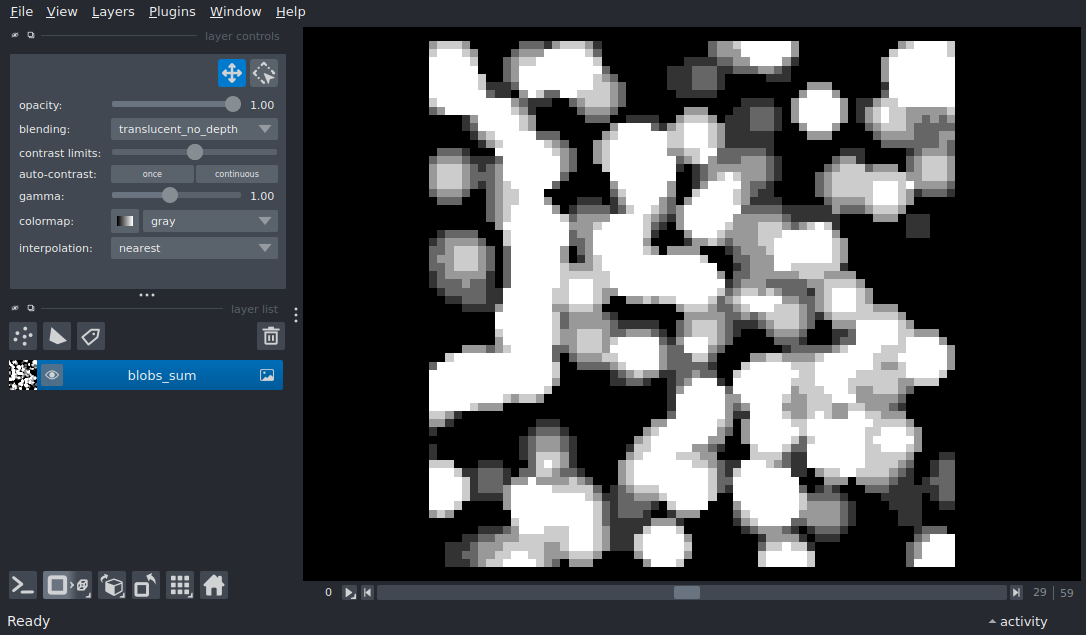 File View Layers Plugins Window Help
layer controls
opacity: 1.00
blending: translucent_no_depth
contrast limits:
auto-contrast: once continuous
gamma: 1.00
colormap: gray
interpolation: nearest
layer list
blobs_sum
0 29 59
Ready activity